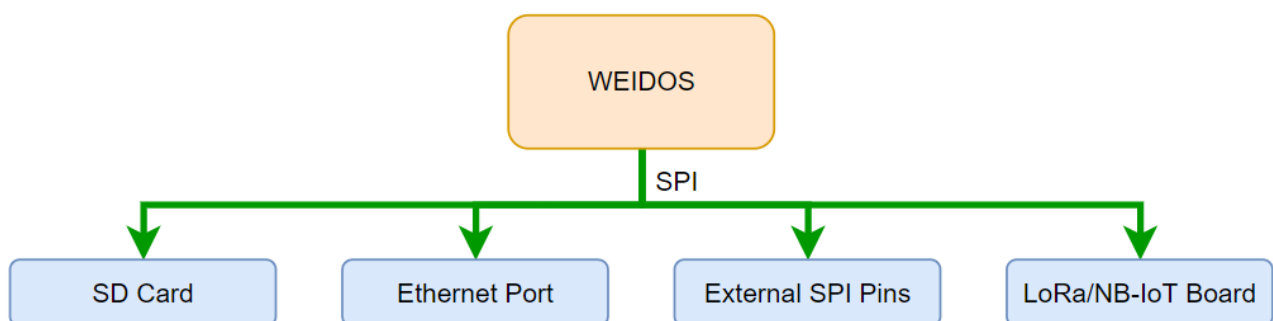 WEIDOS
SPI
SD Card
Ethernet Port
External SPI Pins
LoRa/NB-IoT Board